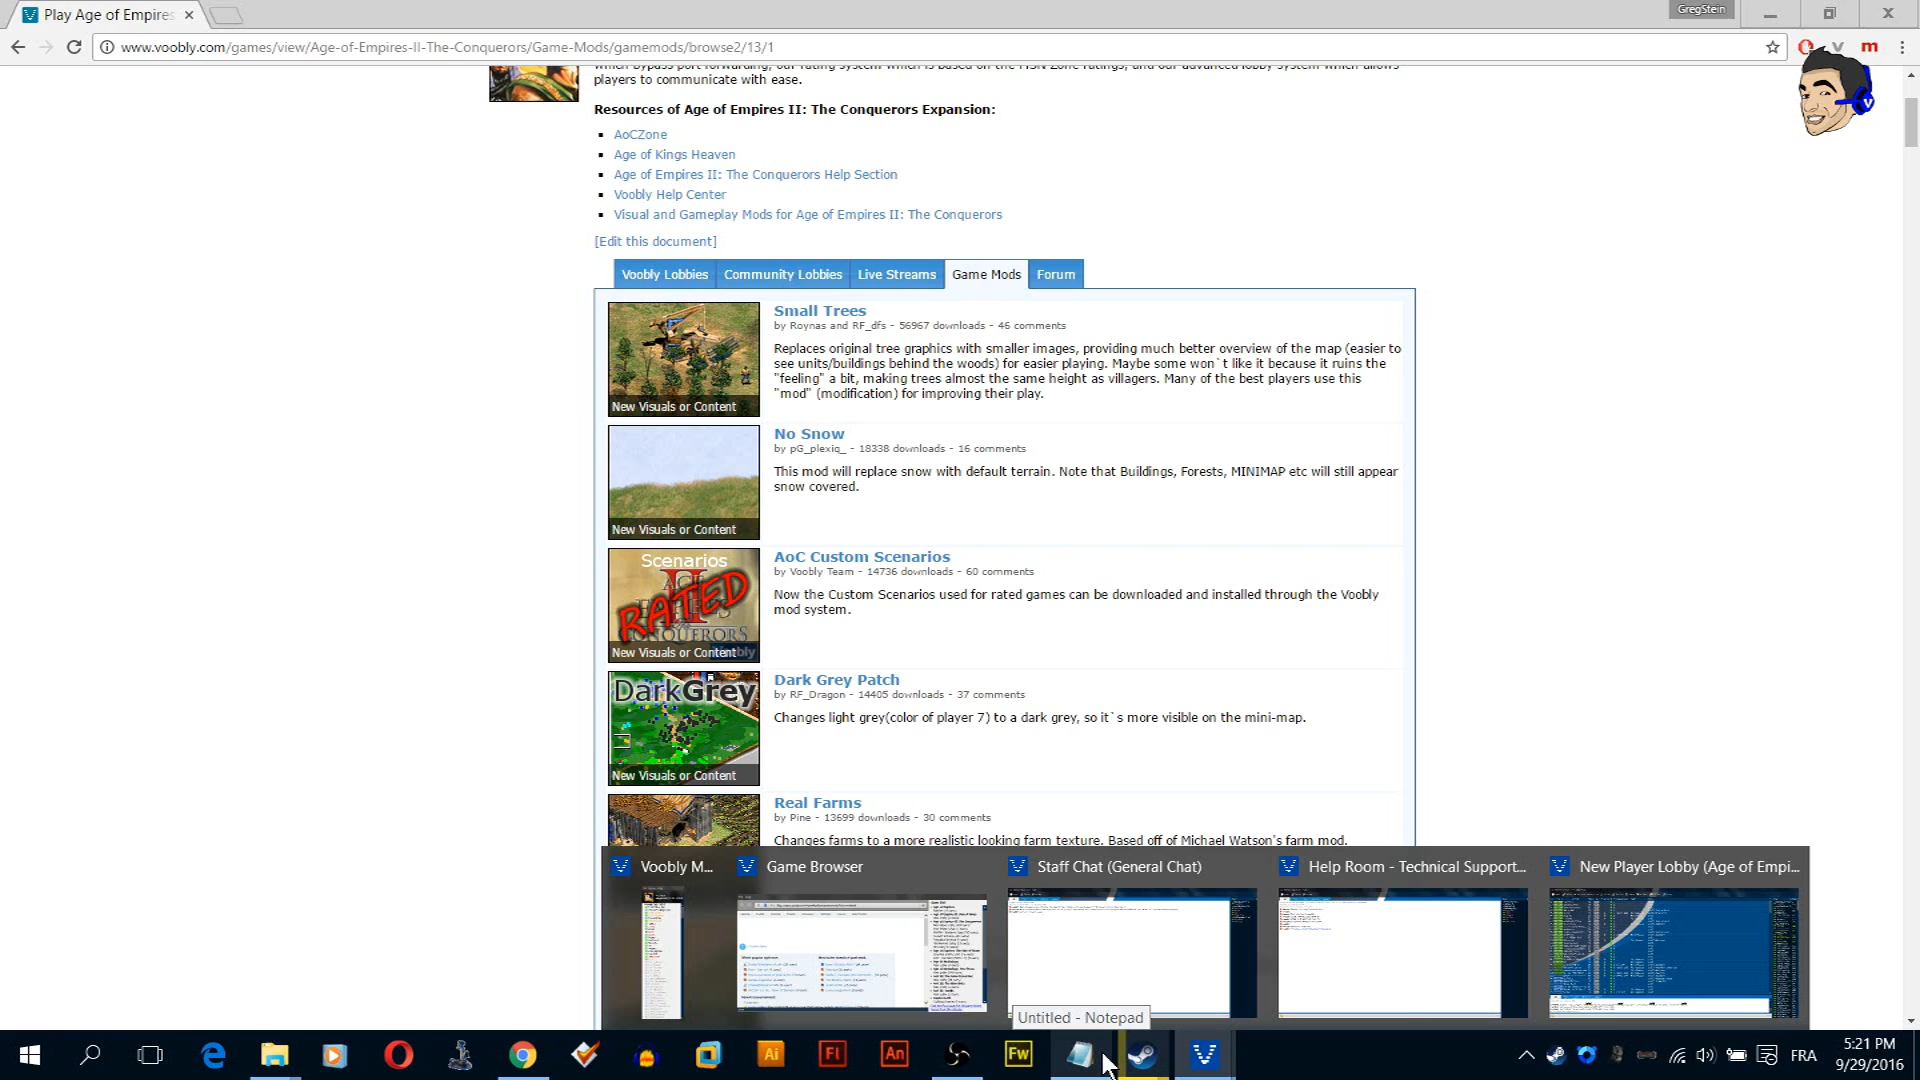 Play Age of Empires
GregStein
www.voobly.com/games/view/Age-of-Empires-II-The-Conquerors/Game-Mods/gamemods/browse2/13/1
players to communicate with ease.
Resources of Age of Empires II: The Conquerors Expansion:
AoCZone
Age of Kings Heaven
Age of Empires II: The Conquerors Help Section
Voobly Help Center
Visual and Gameplay Mods for Age of Empires II: The Conquerors
[Edit this document]
Voobly Lobbies Community Lobbies Live Streams Game Mods Forum
Small Trees
by Roynas and RF_dfs - 56967 downloads - 46 comments
Replaces original tree graphics with smaller images, providing much better overview of the map (easier to
see units/buildings behind the woods) for easier playing. Maybe some won`t like it because it ruins the
"feeling" a bit, making trees almost the same height as villagers. Many of the best players use this
"mod" (modification) for improving their play.
New Visuals or Content
No Snow
by pG_plexiq_ - 18338 downloads - 16 comments
This mod will replace snow with default terrain. Note that Buildings, Forests, MINIMAP etc will still appear
snow covered.
New Visuals or Content
Scenarios
RATED
CONQUERORS
New Visuals or Content
AoC Custom Scenarios
by Voobly Team - 14736 downloads - 60 comments
Now the Custom Scenarios used for rated games can be downloaded and installed through the Voobly
mod system.
DarkGrey
New Visuals or Content
Dark Grey Patch
by RF_Dragon - 14405 downloads - 37 comments
Changes light grey(color of player 7) to a dark grey, so it`s more visible on the mini-map.
Real Farms
by Pine - 13699 downloads - 30 comments
Changes farms to a more realistic looking farm texture. Based off of Michael Watson's farm mod.
Voobly M...
Game Browser
Staff Chat (General Chat)
Help Room - Technical Support...
New Player Lobby (Age of Empi...
Untitled - Notepad
Ai
Fl
An
Fw
FRA
5:21 PM
9/29/2016